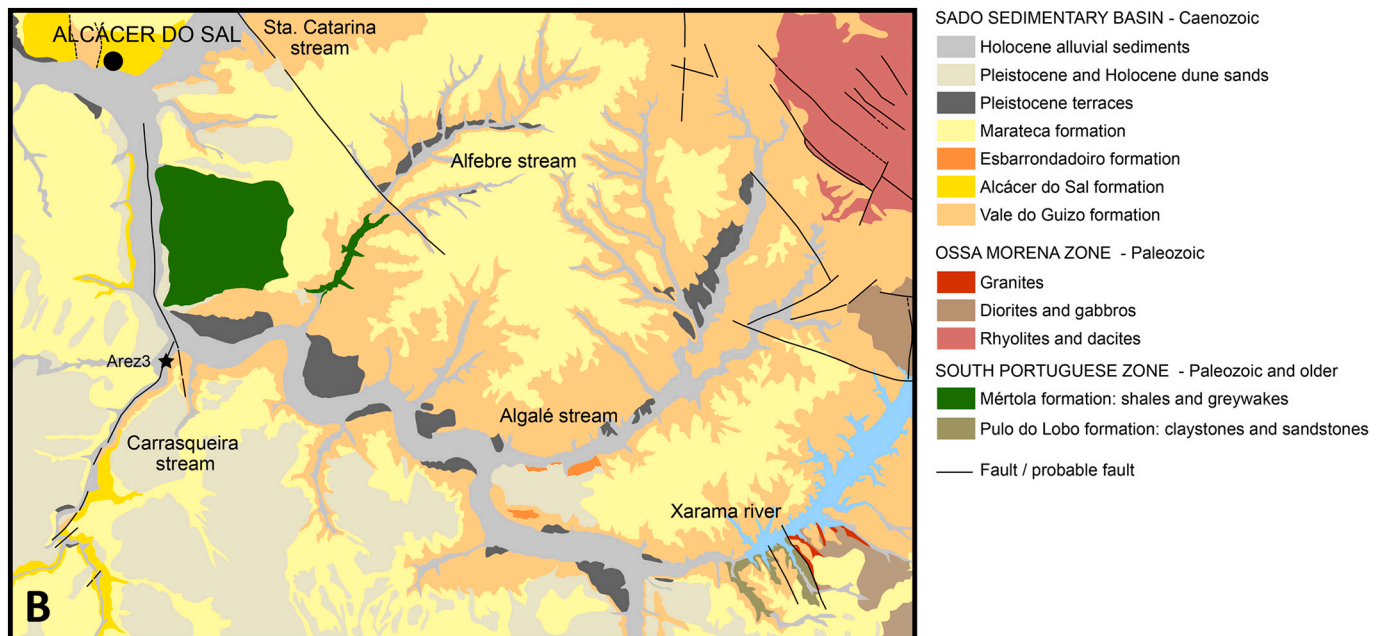 ALCÁCER DO SAL
Sta. Catarina
stream
Alfebre stream
Arez3
Carrasqueira
stream
Algalé stream
Xarama river
B
SADO SEDIMENTARY BASIN - Caenozoic
Holocene alluvial sediments
Pleistocene and Holocene dune sands
Pleistocene terraces
Marateca formation
Esbarrondadoiro formation
Alcácer do Sal formation
Vale do Guizo formation
OSSA MORENA ZONE - Paleozoic
Granites
Diorites and gabbros
Rhyolites and dacites
SOUTH PORTUGUESE ZONE - Paleozoic and older
Mértola formation: shales and greywakes
Pulo do Lobo formation: claystones and sandstones
Fault / probable fault